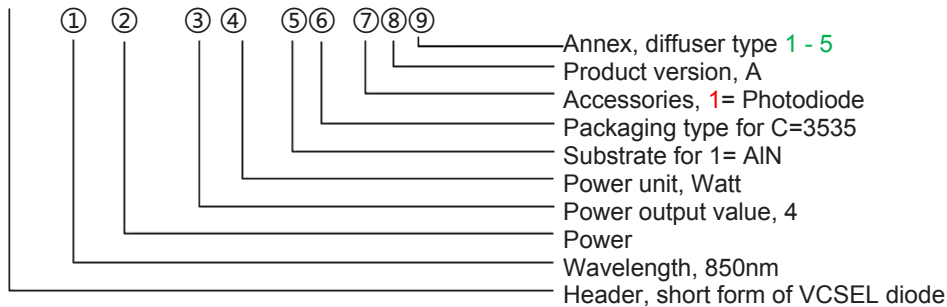 ① ② ③ ④ ⑤⑥ ⑦⑧⑨
Annex, diffuser type 1 - 5
Product version, A
Accessories, 1= Photodiode
Packaging type for C=3535
Substrate for 1= AlN
Power unit, Watt
Power output value, 4
Power
Wavelength, 850nm
Header, short form of VCSEL diode